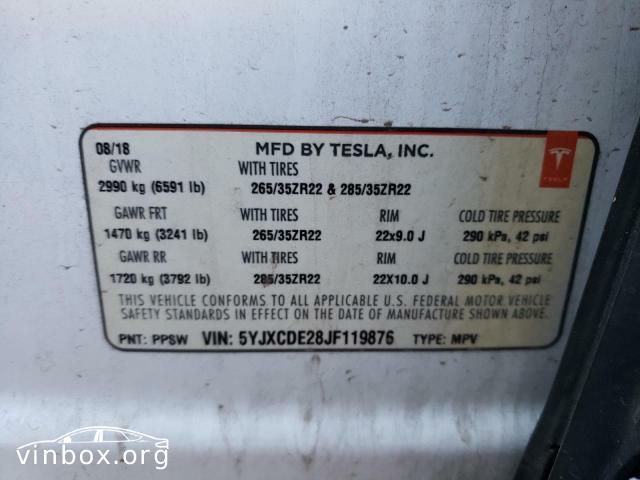 08/18 MFD BY TESLA, INC.
GVWR WITH TIRES
2990 kg (6591 lb) 265/35ZR22 & 285/35ZR22
GAWR FRT WITH TIRES RIM COLD TIRE PRESSURE
1470 kg (3241 lb) 265/35ZR22 22x9.0 J 290 kPa, 42 psi
GAWR RR WITH TIRES RIM COLD TIRE PRESSURE
1720 kg (3792 lb) 285/35ZR22 22X10.0 J 290 kPa, 42 psi
THIS VEHICLE CONFORMS TO ALL APPLICABLE U.S. FEDERAL MOTOR VEHICLE
SAFETY STANDARDS IN EFFECT ON THE DATE OF MANUFACTURE SHOWN ABOVE.
PNT: PPSW VIN: 5YJXCDE28JF119876 TYPE: MPV
TESLA
vinbox.org